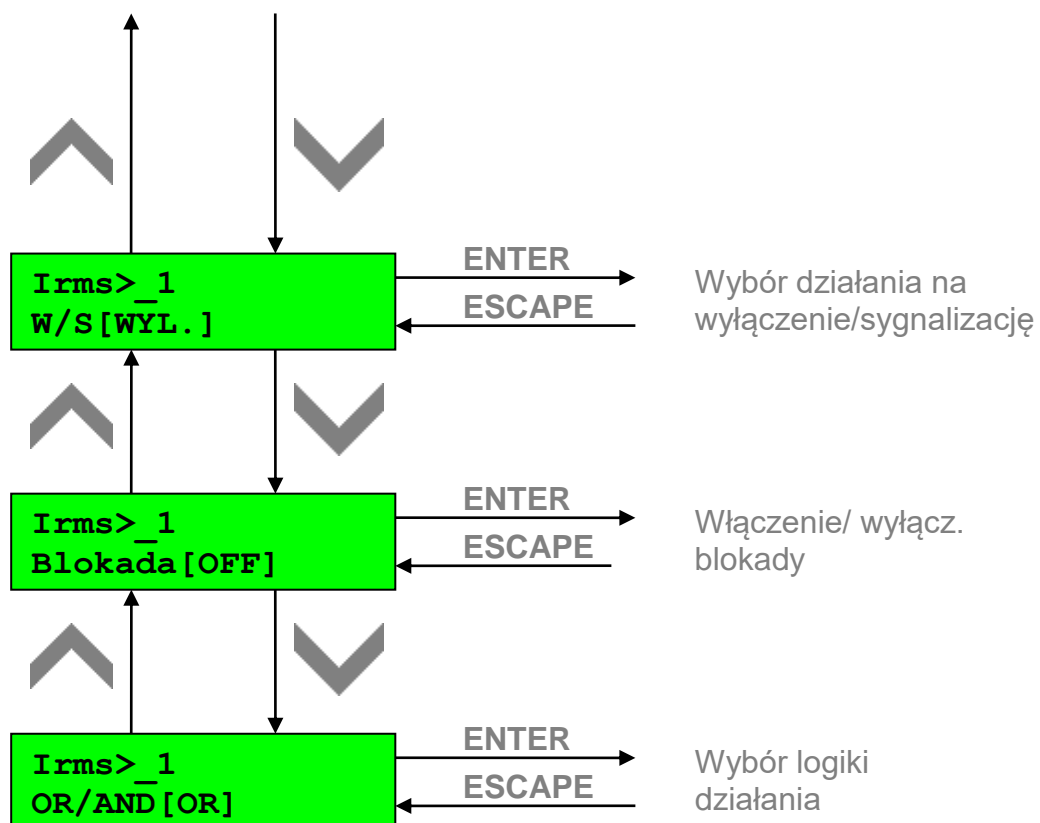 Irms>_1
W/S[WYL.]
ENTER
ESCAPE
Wybór działania na
wyłączenie/sygnalizację
Irms>_1
Blokada[OFF]
ENTER
ESCAPE
Włączenie/ wyłącz.
blokady
Irms>_1
OR/AND[OR]
ENTER
ESCAPE
Wybór logiki
działania